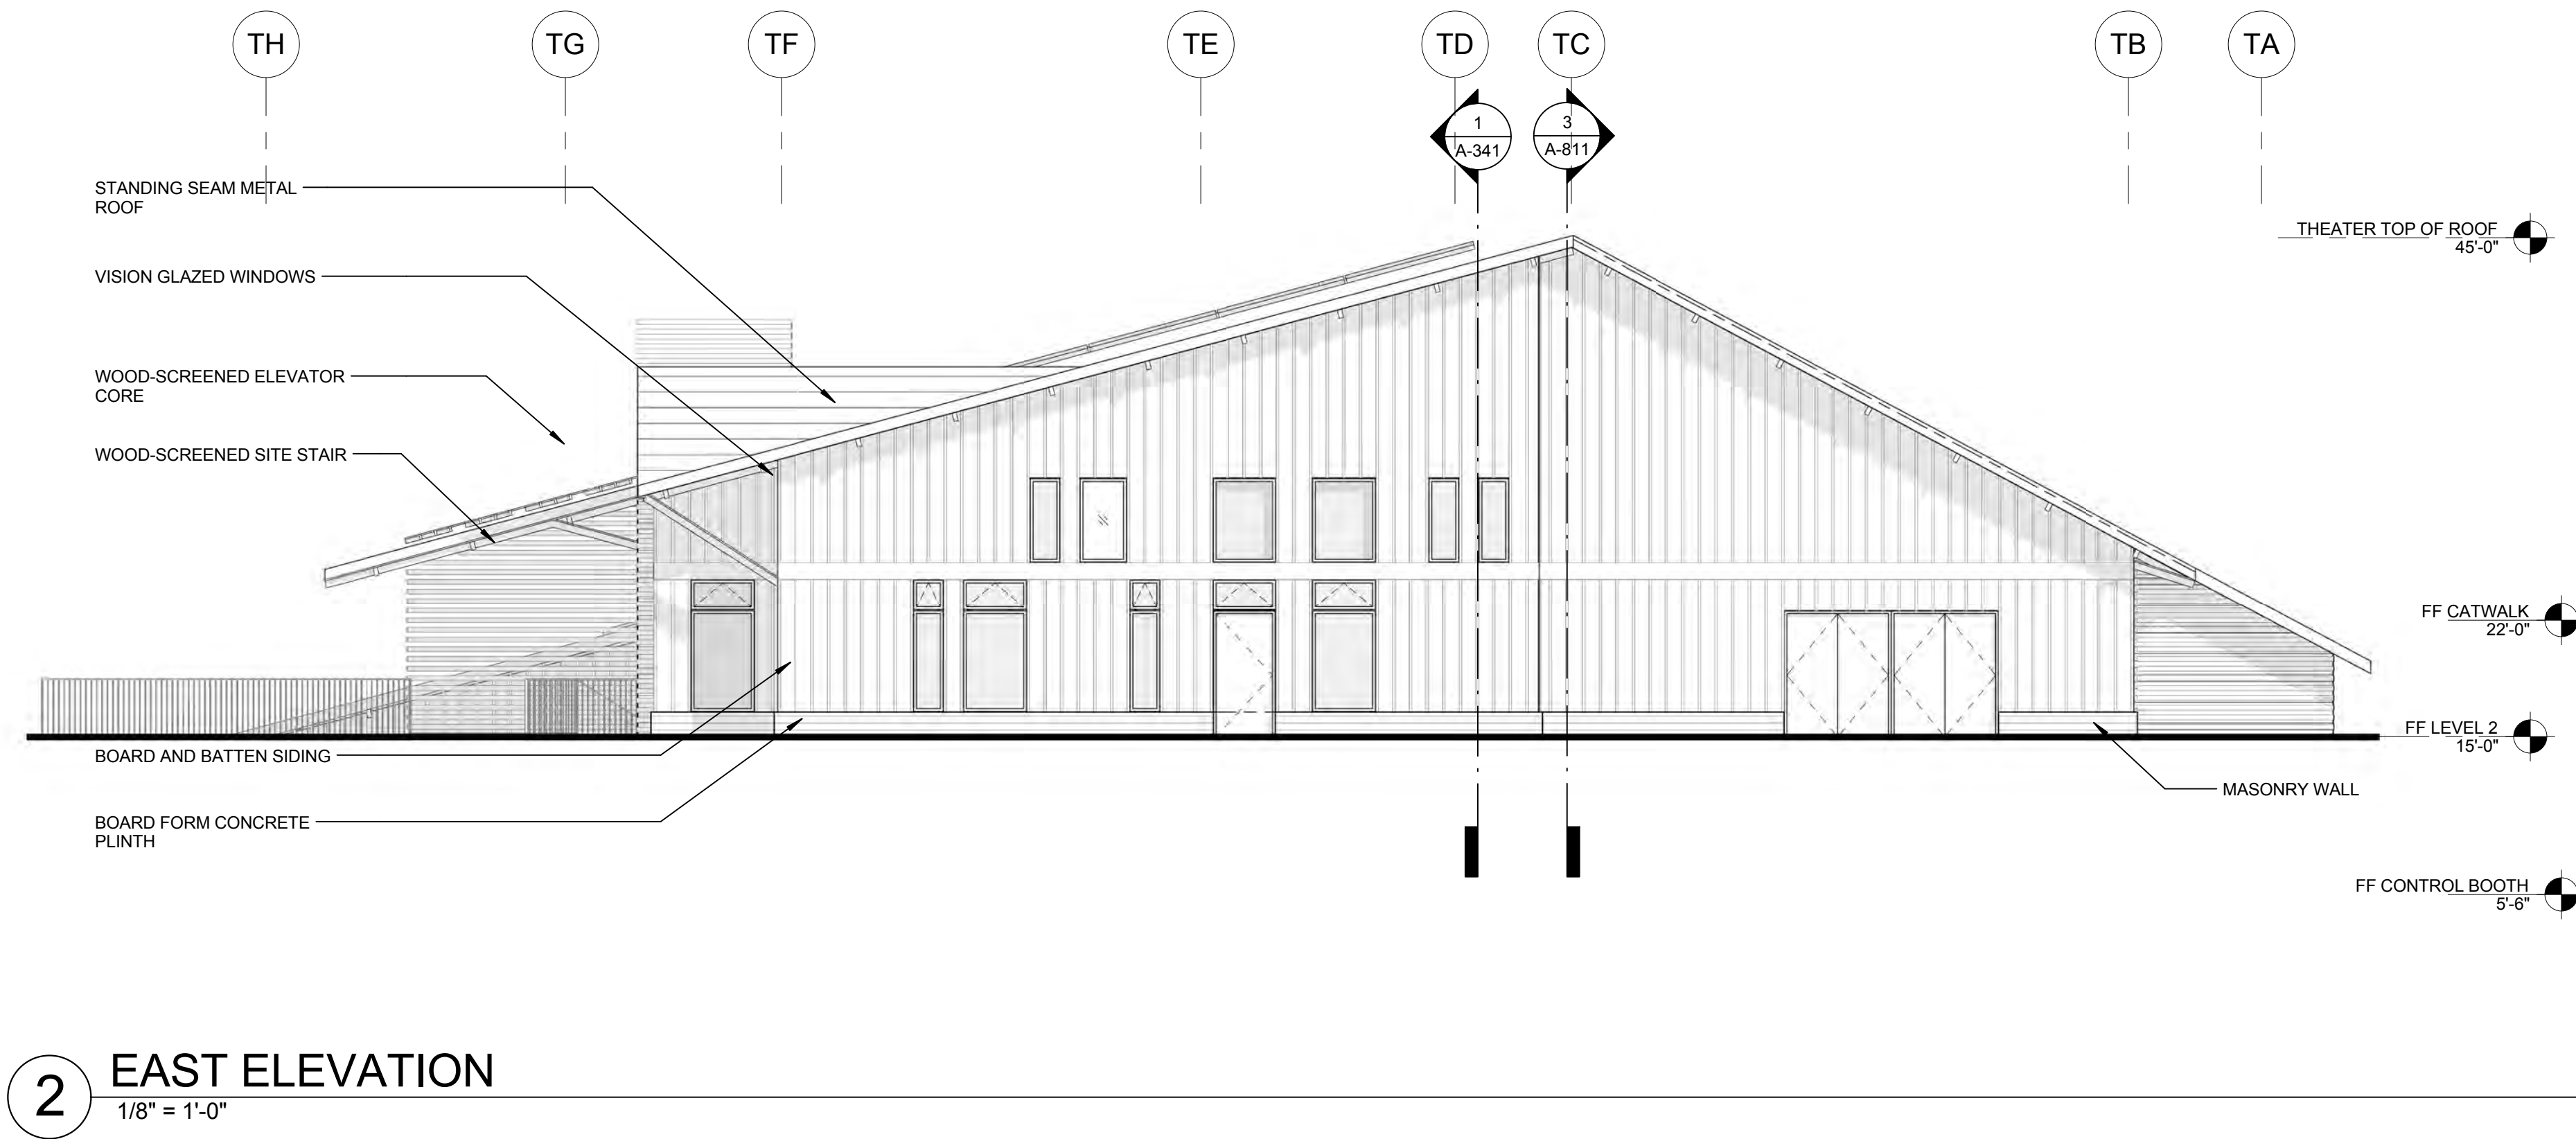 TH TG TF TE TD TC TB TA
1
A-341
3
A-811
STANDING SEAM METAL
ROOF
VISION GLAZED WINDOWS
WOOD-SCREENED ELEVATOR
CORE
WOOD-SCREENED SITE STAIR
BOARD AND BATTEN SIDING
BOARD FORM CONCRETE
PLINTH
THEATER TOP OF ROOF
45'-0"
FF CATWALK
22'-0"
FF LEVEL 2
15'-0"
MASONRY WALL
FF CONTROL BOOTH
5'-6"
2
EAST ELEVATION
1/8" = 1'-0"